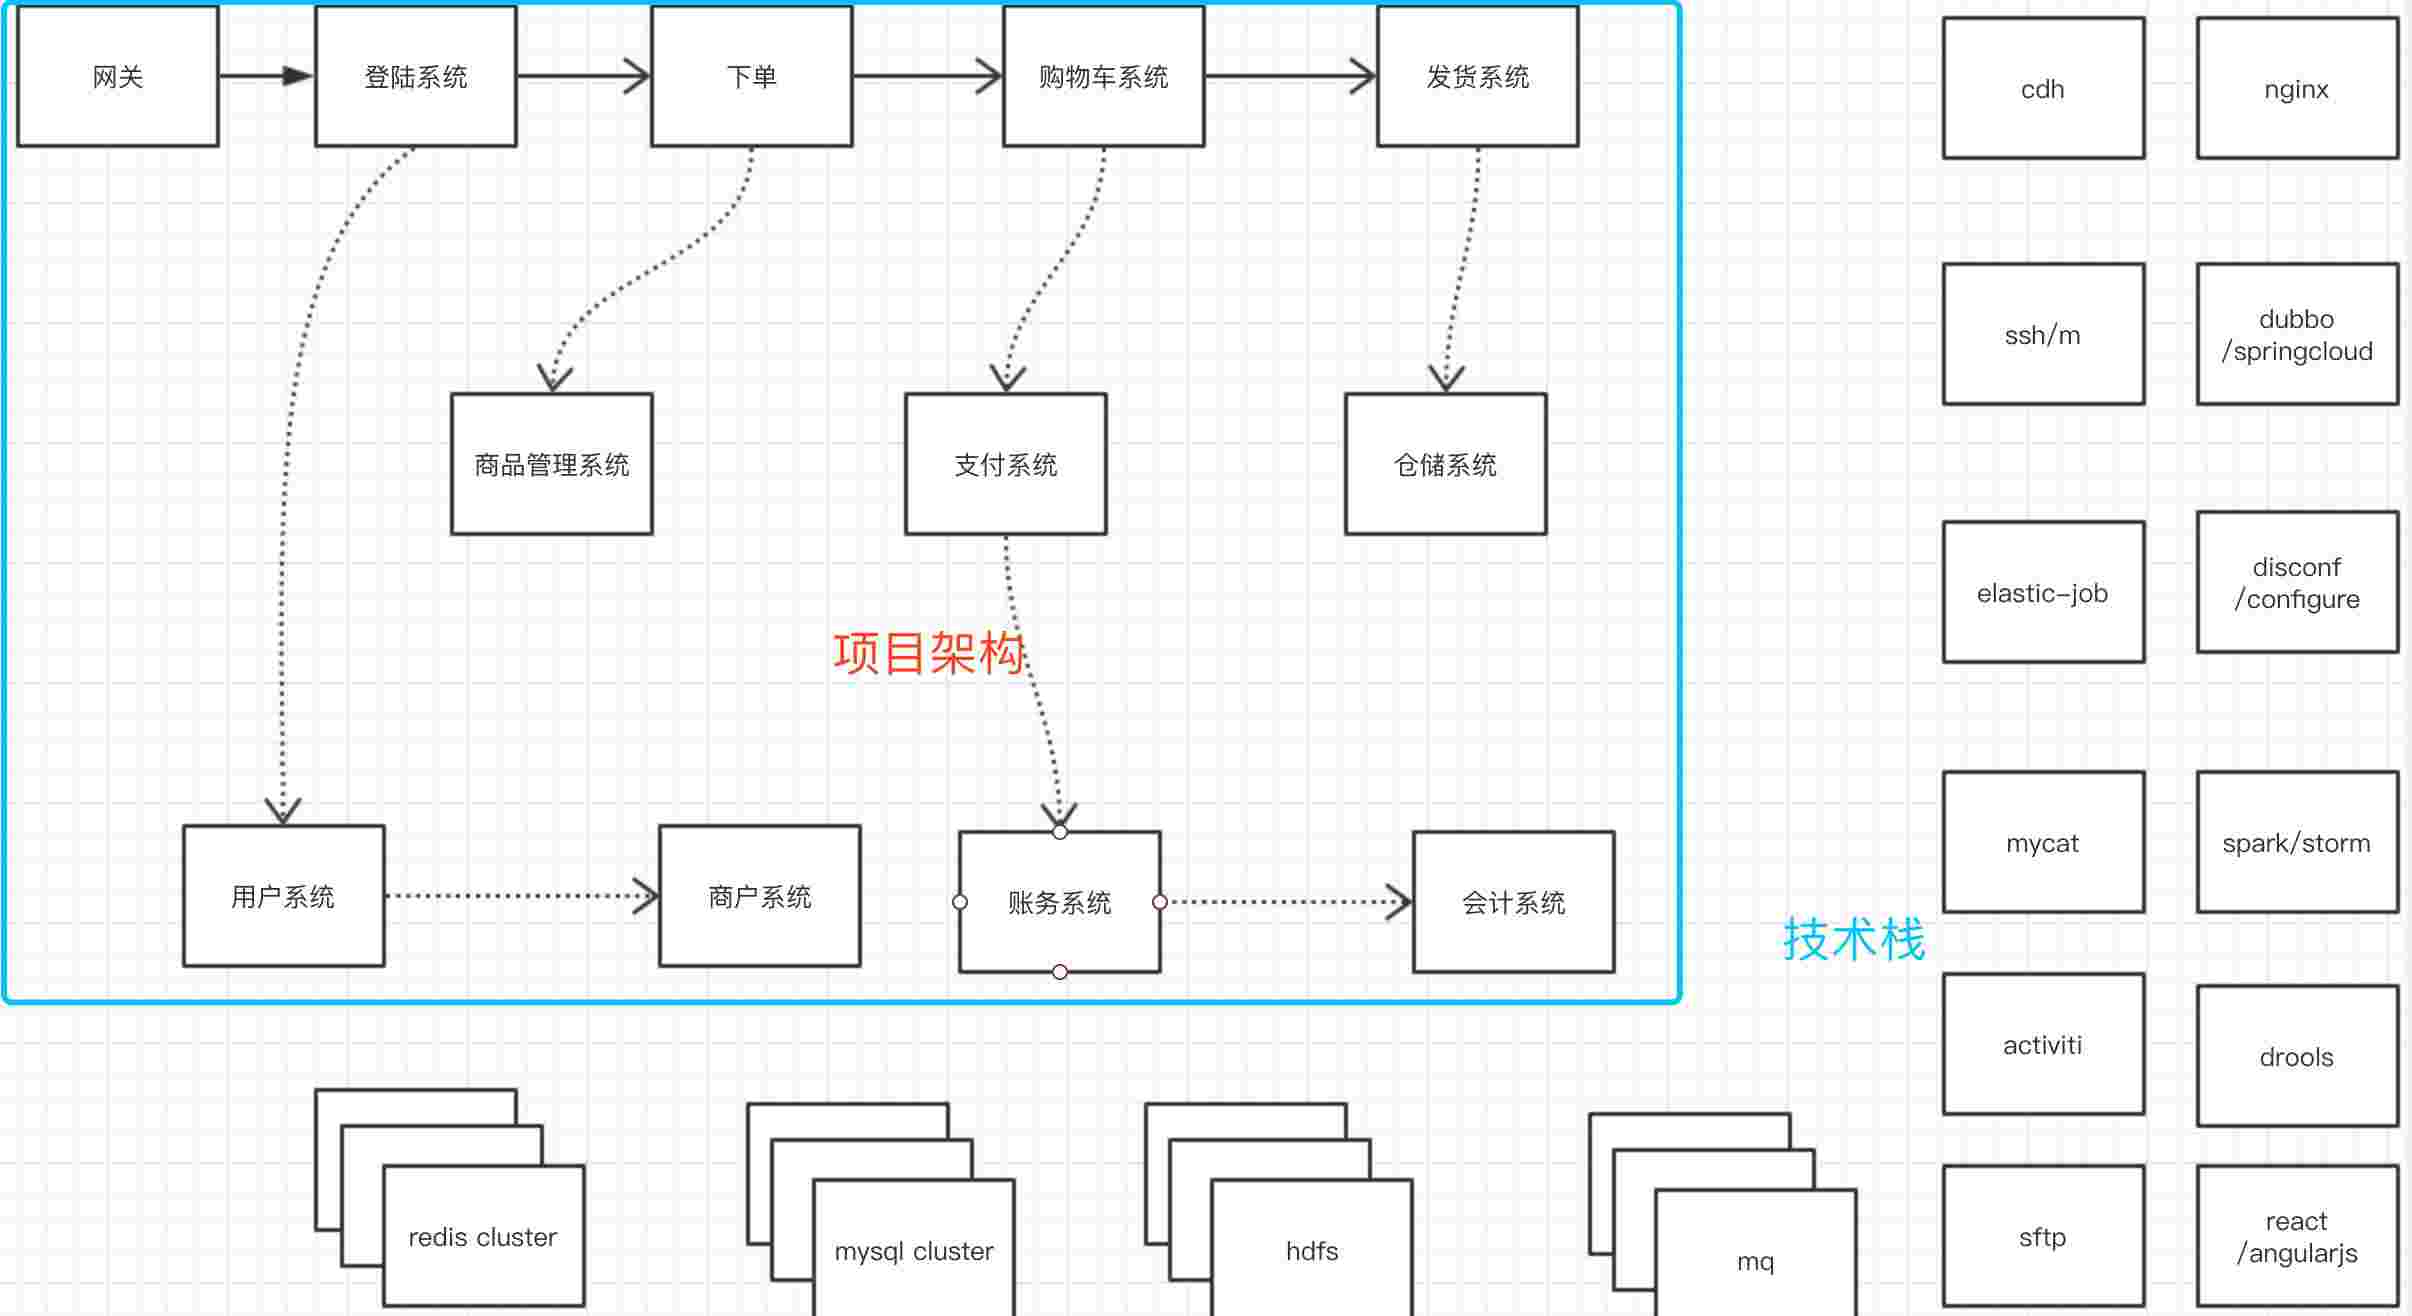 网关
登陆系统
下单
购物车系统
发货系统
商品管理系统
支付系统
仓储系统
项目架构
用户系统
商户系统
账务系统
会计系统
redis cluster
mysql cluster
hdfs
mq
技术栈
cdh
nginx
ssh/m
dubbo
/springcloud
elastic-job
disconf
/configure
mycat
spark/storm
activiti
drools
sftp
react
/angularjs